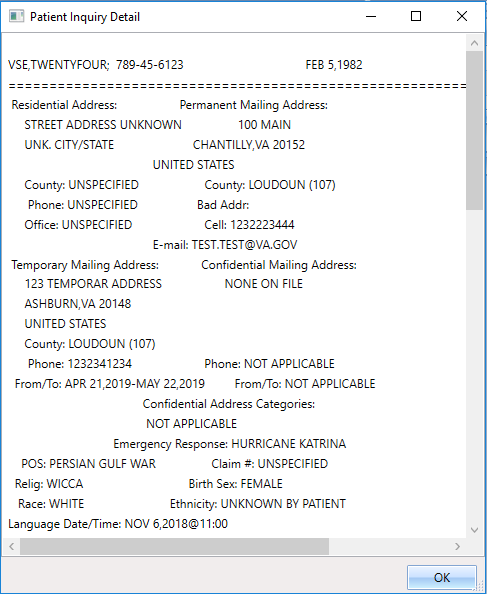 Patient Inquiry Detail
VSE,TWENTYFOUR; 789-45-6123 FEB 5,1982
=======================================================
Residential Address: Permanent Mailing Address:
STREET ADDRESS UNKNOWN 100 MAIN
UNK. CITY/STATE CHANTILLY,VA 20152
UNITED STATES
County: UNSPECIFIED County: LOUDOUN (107)
Phone: UNSPECIFIED Bad Addr:
Office: UNSPECIFIED Cell: 1232223444
E-mail: TEST.TEST@VA.GOV
Temporary Mailing Address: Confidential Mailing Address:
123 TEMPORAR ADDRESS NONE ON FILE
ASHBURN,VA 20148
UNITED STATES
County: LOUDOUN (107)
Phone: 1232341234 Phone: NOT APPLICABLE
From/To: APR 21,2019-MAY 22,2019 From/To: NOT APPLICABLE
Confidential Address Categories:
NOT APPLICABLE
Emergency Response: HURRICANE KATRINA
POS: PERSIAN GULF WAR Claim #: UNSPECIFIED
Relig: WICCA Birth Sex: FEMALE
Race: WHITE Ethnicity: UNKNOWN BY PATIENT
Language Date/Time: NOV 6,2018@11:00
OK